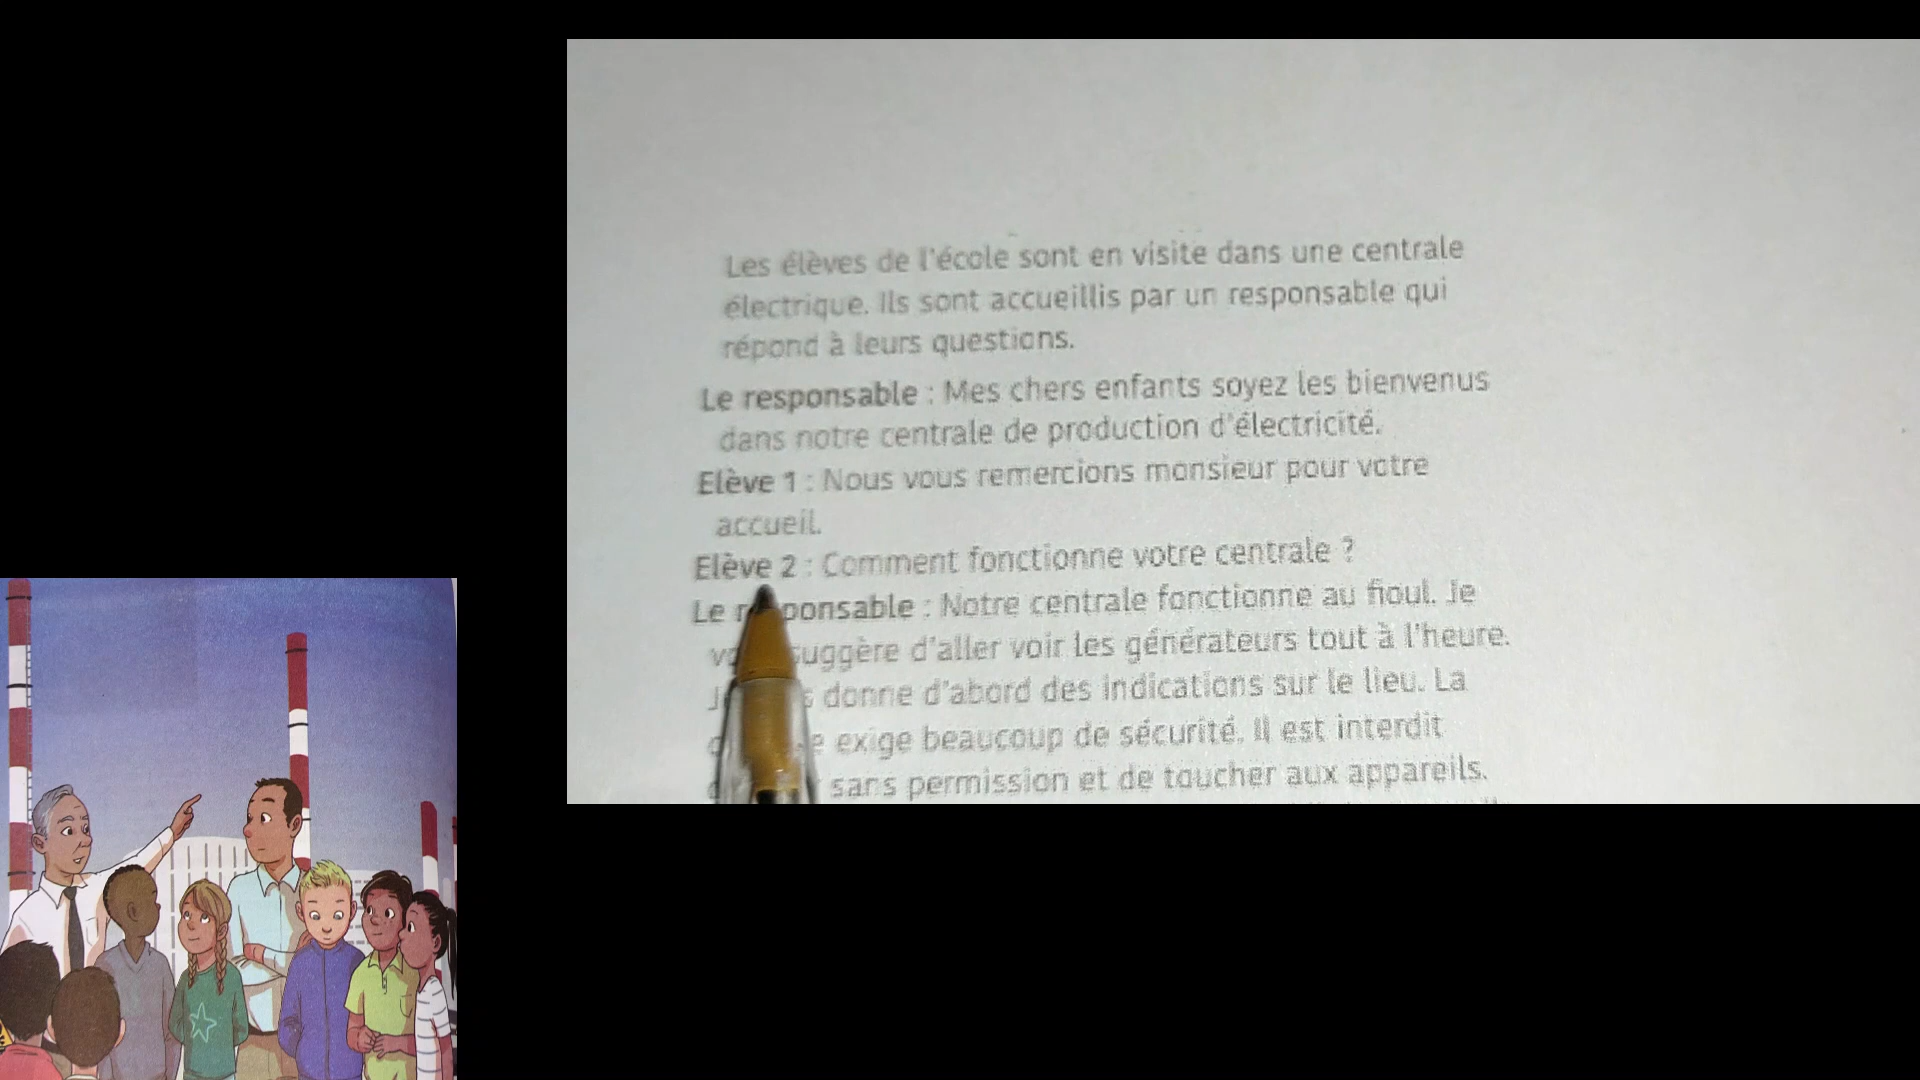 Les élèves de l'école sont en visite dans une centrale
électrique. Ils sont accueillis par un responsable qui
répond à leurs questions.
Le responsable : Mes chers enfants soyez les bienvenus
dans notre centrale de production d'électricité.
Elève 1 : Nous vous remercions monsieur pour votre
accueil.
Elève 2 : Comment fonctionne votre centrale ?
Le responsable : Notre centrale fonctionne au fioul. Je
suggère d'aller voir les générateurs tout à l'heure.
donne d'abord des indications sur le lieu. La
exige beaucoup de sécurité. Il est interdit
sans permission et de toucher aux appareils.